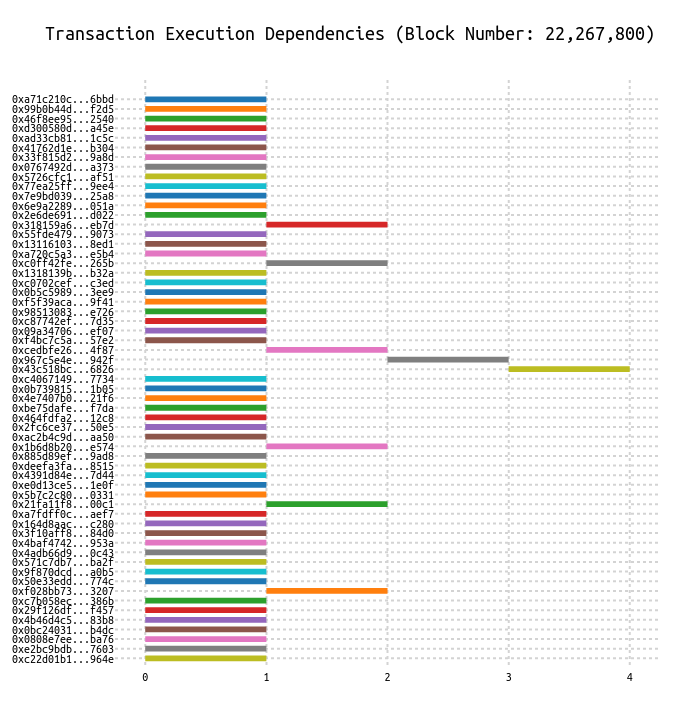 Transaction Execution Dependencies (Block Number: 22,267,800)
0xa71c210c...6bbd
0x99b0b44d...f2d5
0x46f8ee95...2540
0xd300580d...a45e
0xad33cb81...1c5c
0x41762d1e...b304
0x33f815d2...9a8d
0x0767492d...a373
0x5726cfc1...af51
0x77ea25ff...9ee4
0x7e9bd039...25a8
0x6e9a2289...051a
0x2e6de691...d022
0x318159a6...eb7d
0x55fde479...9073
0x13116103...8ed1
0xa720c5a3...e5b4
0xc0ff42fe...265b
0x1318139b...b32a
0xc0702cef...c3ed
0x0b5c5989...3ee9
0xf5f39aca...9f41
0x98513083...e726
0xc87742ef...7d35
0x09a34706...ef07
0xf4bc7c5a...57e2
0xcedbfe26...4f87
0x967c5e4e...942f
0x43c518bc...6826
0xc4067149...7734
0x0b739815...1b05
0x4e7407b0...21f6
0xbe75dafe...f7da
0x464fdfa2...12c8
0x2fc6ce37...50e5
0xac2b4c9d...aa50
0x1b6d8b20...e574
0x885d89ef...9ad8
0xdeefa3fa...8515
0x4391d84e...7d44
0xe0d13ce5...1e0f
0x5b7c2c80...0331
0x21fa11f8...00c1
0xa7fdff0c...aef7
0x164d8aac...c280
0x3f10aff8...84d0
0x4baf4742...953a
0x4adb66d9...0c43
0x571c7db7...ba2f
0x9f870dcd...a0b5
0x50e33edd...774c
0xf028bb73...3207
0xc7b058ec...386b
0x29f126df...f457
0x4b46d4c5...83b8
0x0bc24031...b4dc
0x0808e7ee...ba76
0xe2bc9bdb...7603
0xc22d01b1...964e
0 1 2 3 4